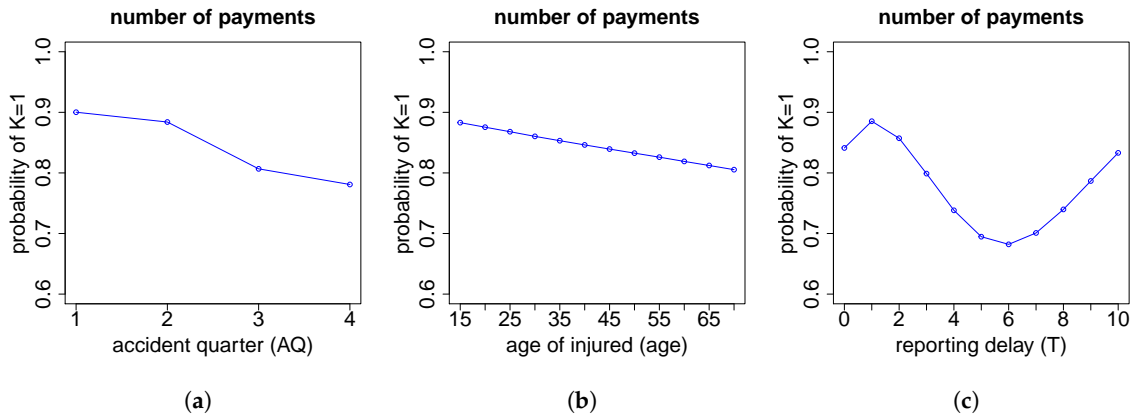 number of payments
probability of K=1
0.6 0.7 0.8 0.9 1.0
1 2 3 4
accident quarter (AQ)
(a)
number of payments
probability of K=1
0.6 0.7 0.8 0.9 1.0
15 25 35 45 55 65
age of injured (age)
(b)
number of payments
probability of K=1
0.6 0.7 0.8 0.9 1.0
0 2 4 6 8 10
reporting delay (T)
(c)